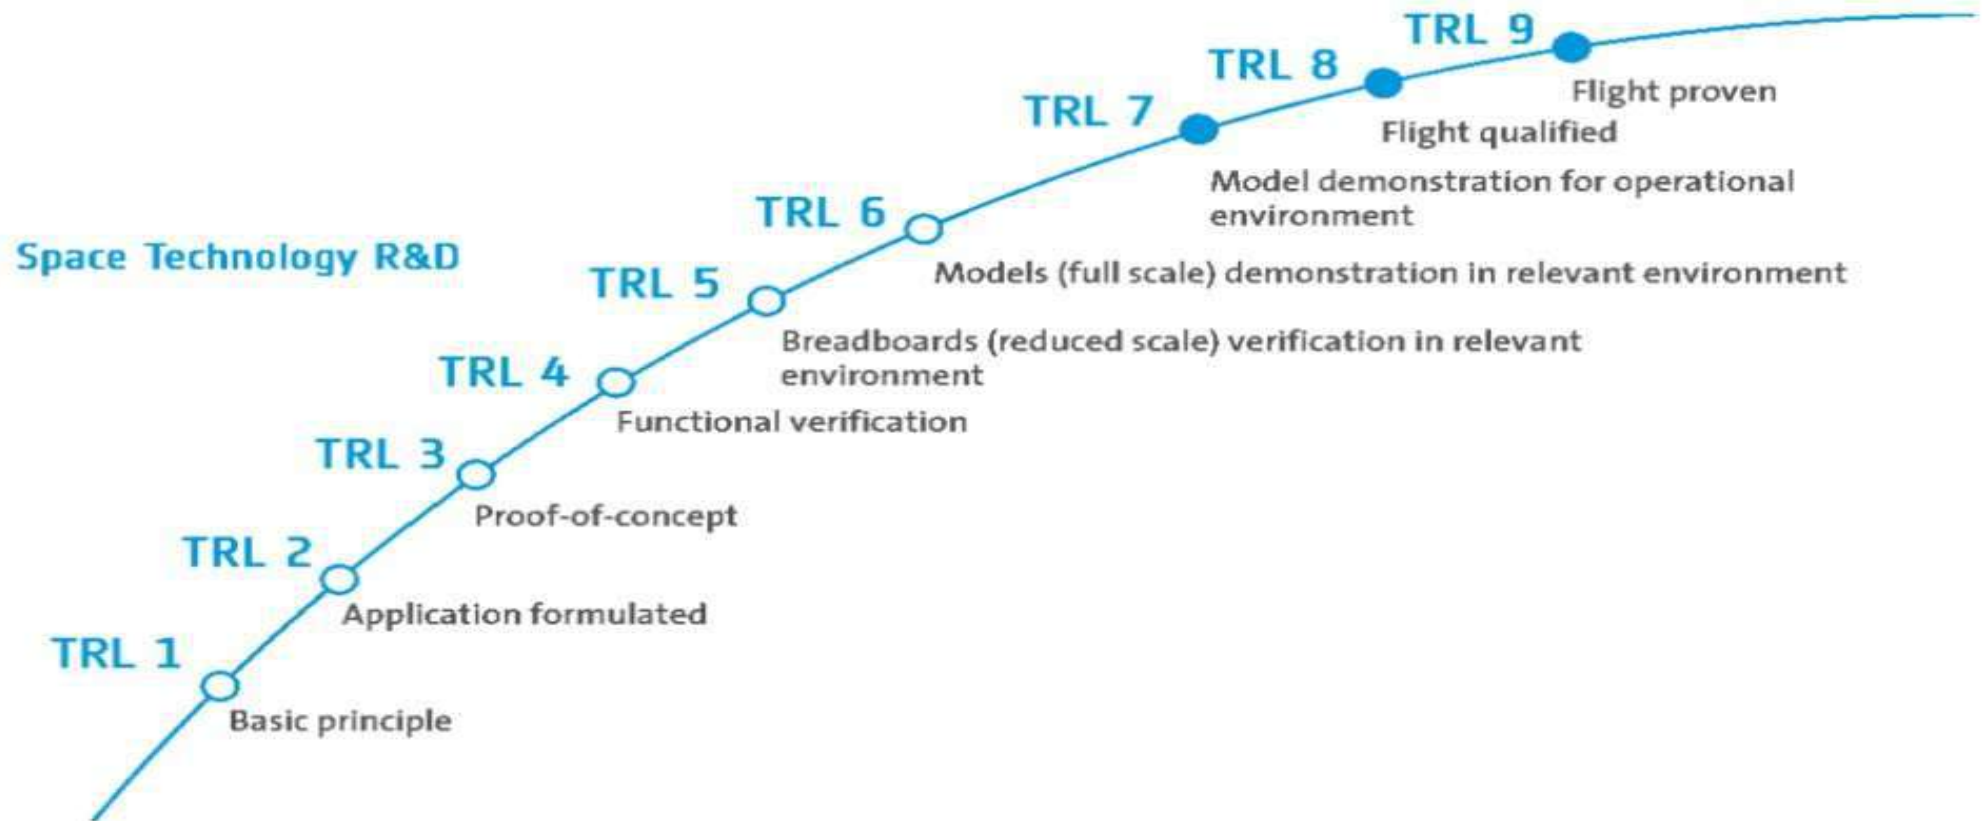 TRL 9
Flight proven
TRL 8
Flight qualified
TRL 7
Model demonstration for operational
environment
TRL 6
Models (full scale) demonstration in relevant environment
Space Technology R&D
TRL 5
Breadboards (reduced scale) verification in relevant
environment
TRL 4
Functional verification
TRL 3
Proof-of-concept
TRL 2
Application formulated
TRL 1
Basic principle